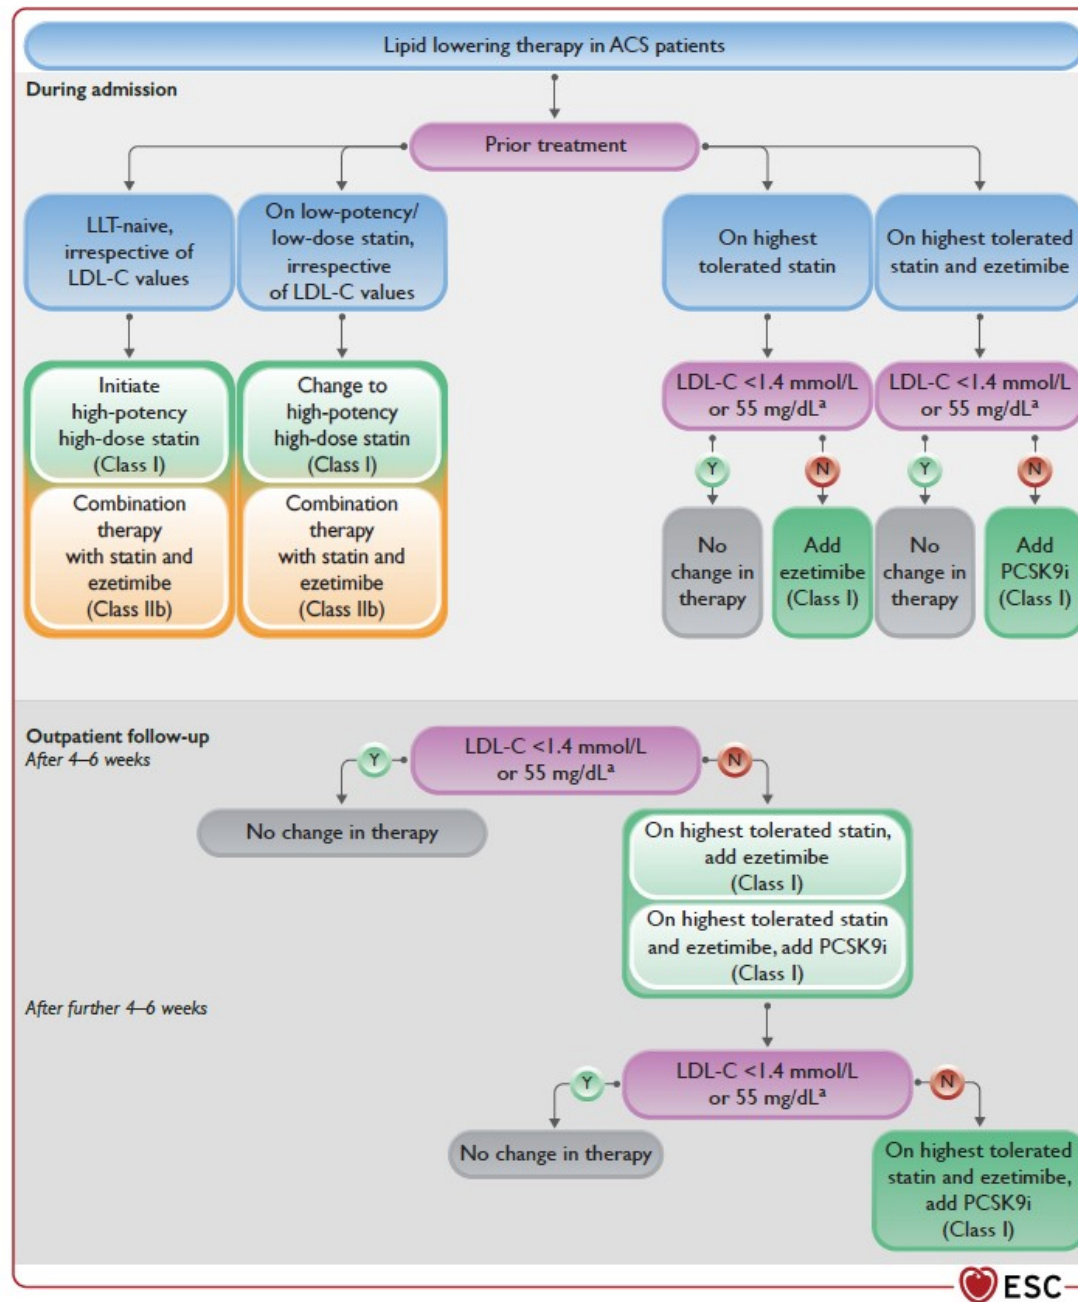 Lipid lowering therapy in ACS patients
During admission
Prior treatment
LLT-naive,
irrespective of
LDL-C values
On low-potency/
low-dose statin,
irrespective
of LDL-C values
On highest
tolerated statin
On highest tolerated
statin and ezetimibe
Initiate
high-potency
high-dose statin
(Class I)
Combination
therapy
with statin and
ezetimibe
(Class IIb)
Change to
high-potency
high-dose statin
(Class I)
Combination
therapy
with statin and
ezetimibe
(Class IIb)
LDL-C <1.4 mmol/L
or 55 mg/dLᵃ
LDL-C <1.4 mmol/L
or 55 mg/dLᵃ
Y
N
Y
N
No
change in
therapy
Add
ezetimibe
(Class I)
No
change in
therapy
Add
PCSK9i
(Class I)
Outpatient follow-up
After 4–6 weeks
LDL-C <1.4 mmol/L
or 55 mg/dLᵃ
Y
N
No change in therapy
On highest tolerated statin,
add ezetimibe
(Class I)
On highest tolerated statin
and ezetimibe, add PCSK9i
(Class I)
After further 4–6 weeks
LDL-C <1.4 mmol/L
or 55 mg/dLᵃ
Y
N
No change in therapy
On highest tolerated
statin and ezetimibe,
add PCSK9i
(Class I)
ESC